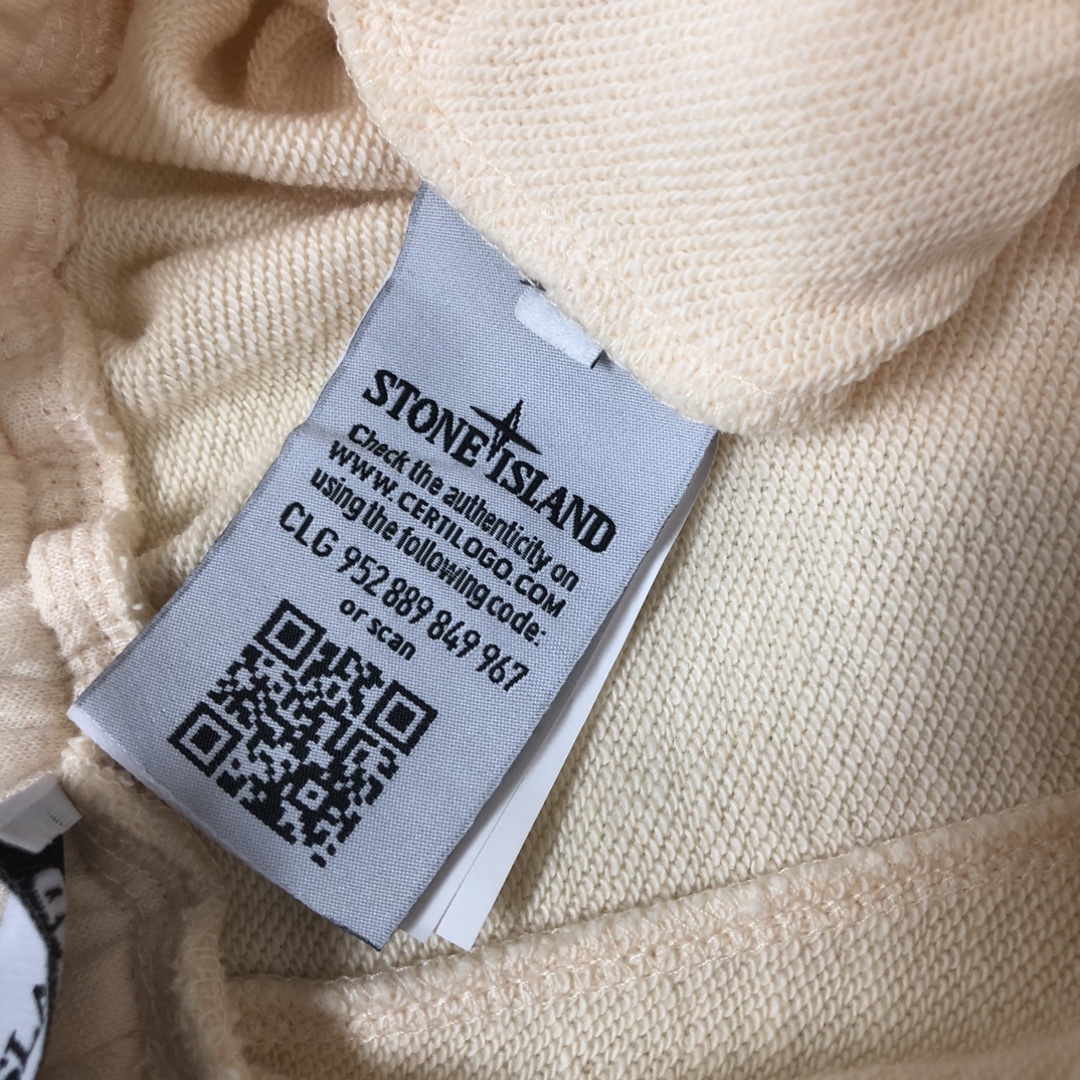 STONE ISLAND
Check the authenticity on
WWW.CERTILOGO.COM
using the following code:
CLG 952 889 849 967
or scan